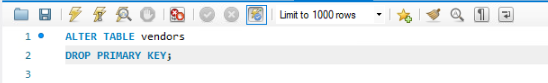 Limit to 1000 rows
1 ALTER TABLE vendors
2 DROP PRIMARY KEY;
3